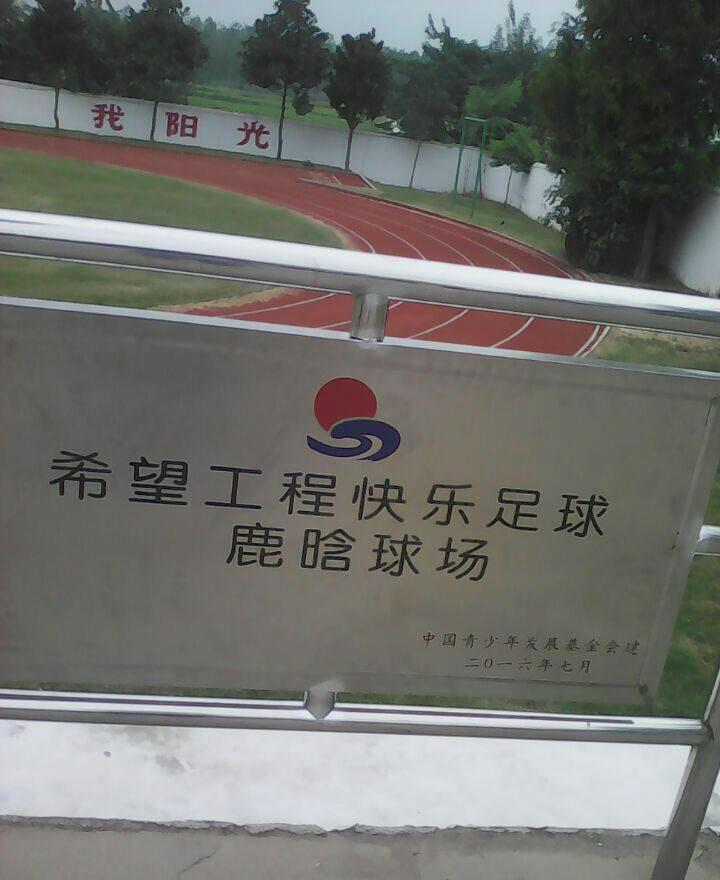 我阳光
希望工程快乐足球
鹿晗球场
中国青少年发展基金会建
二〇一六年七月